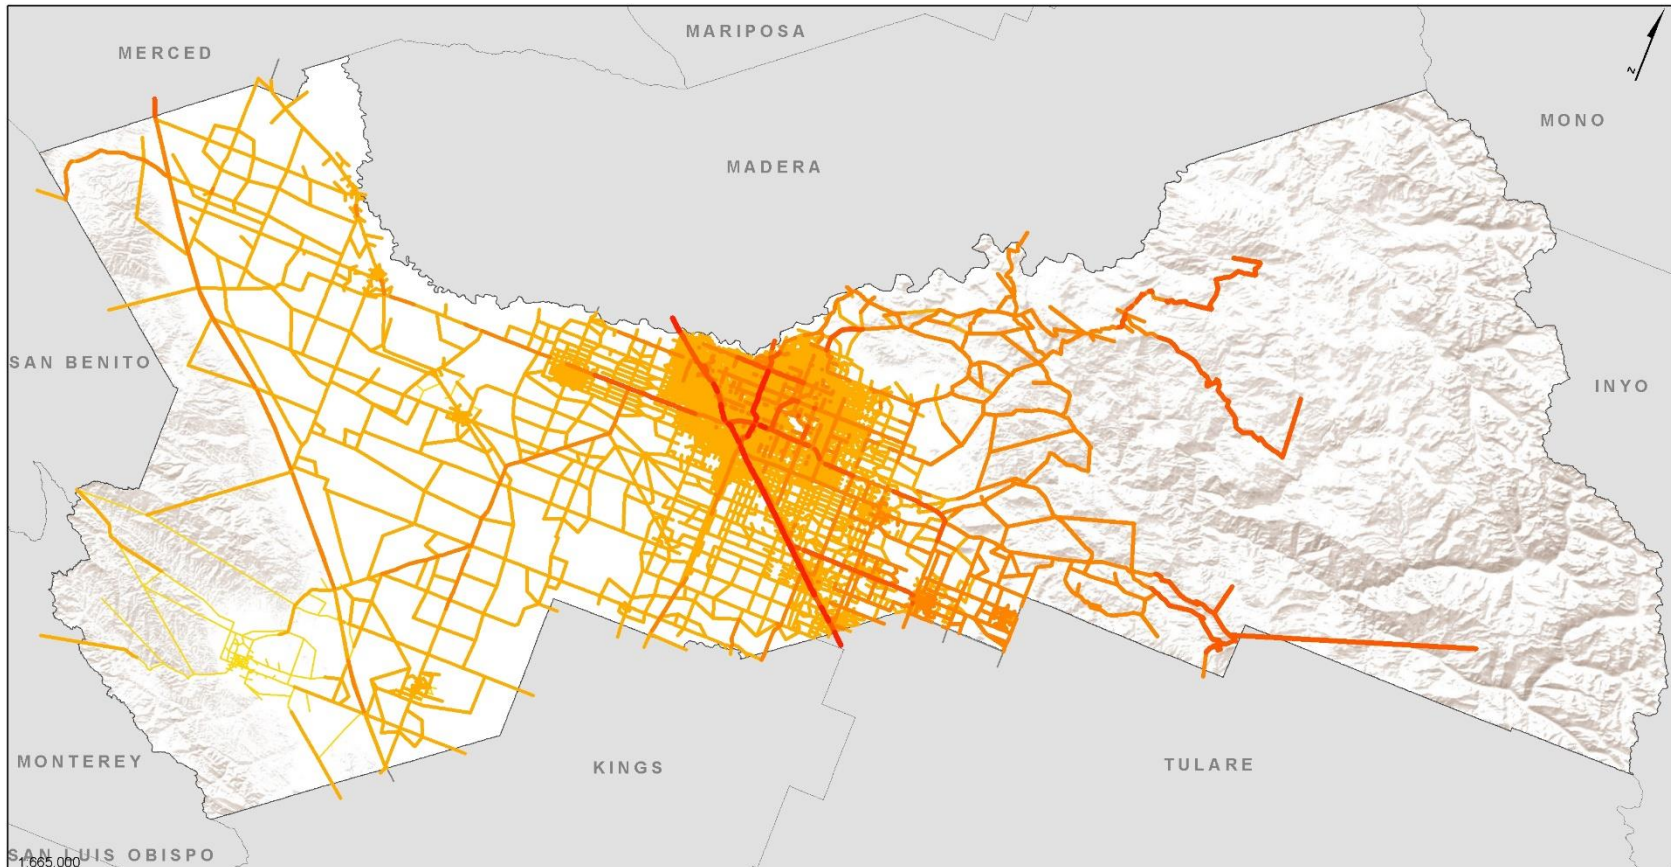 MARIPOSA
MERCED
N
MONO
MADERA
SAN BENITO
INYO
MONTEREY
KINGS
TULARE
SAN LUIS OBISPO
1:665,000